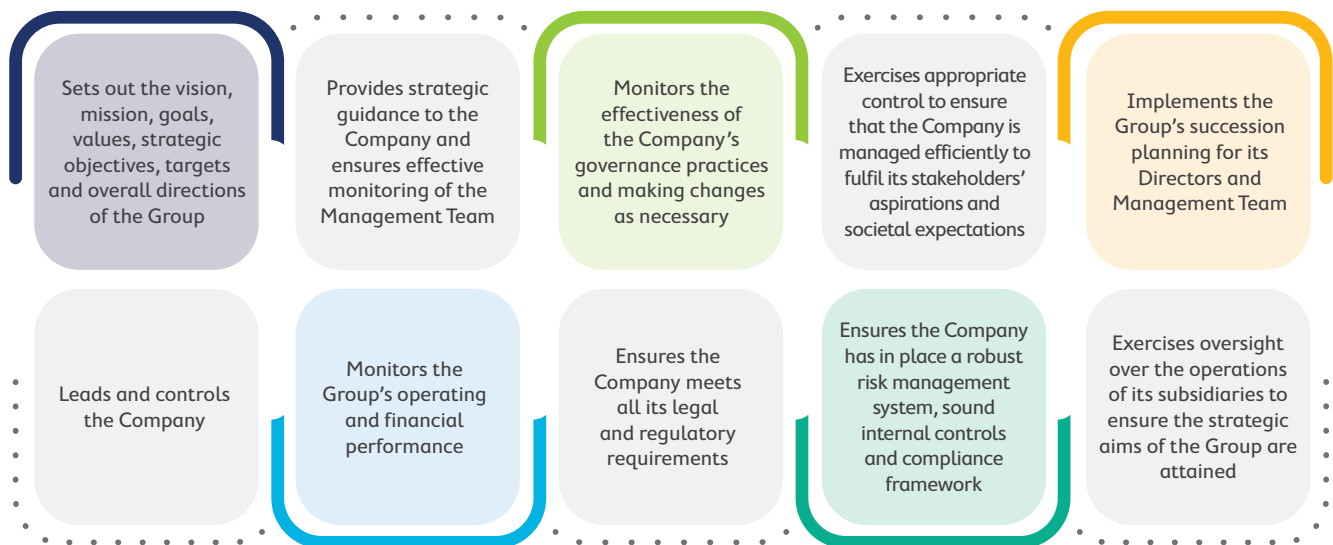 Sets out the vision,
mission, goals,
values, strategic
objectives, targets
and overall directions
of the Group
Provides strategic
guidance to the
Company and
ensures effective
monitoring of the
Management Team
Monitors the
effectiveness of
the Company’s
governance practices
and making changes
as necessary
Exercises appropriate
control to ensure
that the Company is
managed efficiently to
fulfil its stakeholders’
aspirations and
societal expectations
Implements the
Group’s succession
planning for its
Directors and
Management Team
Leads and controls
the Company
Monitors the
Group’s operating
and financial
performance
Ensures the
Company meets
all its legal
and regulatory
requirements
Ensures the Company
has in place a robust
risk management
system, sound
internal controls
and compliance
framework
Exercises oversight
over the operations
of its subsidiaries to
ensure the strategic
aims of the Group are
attained